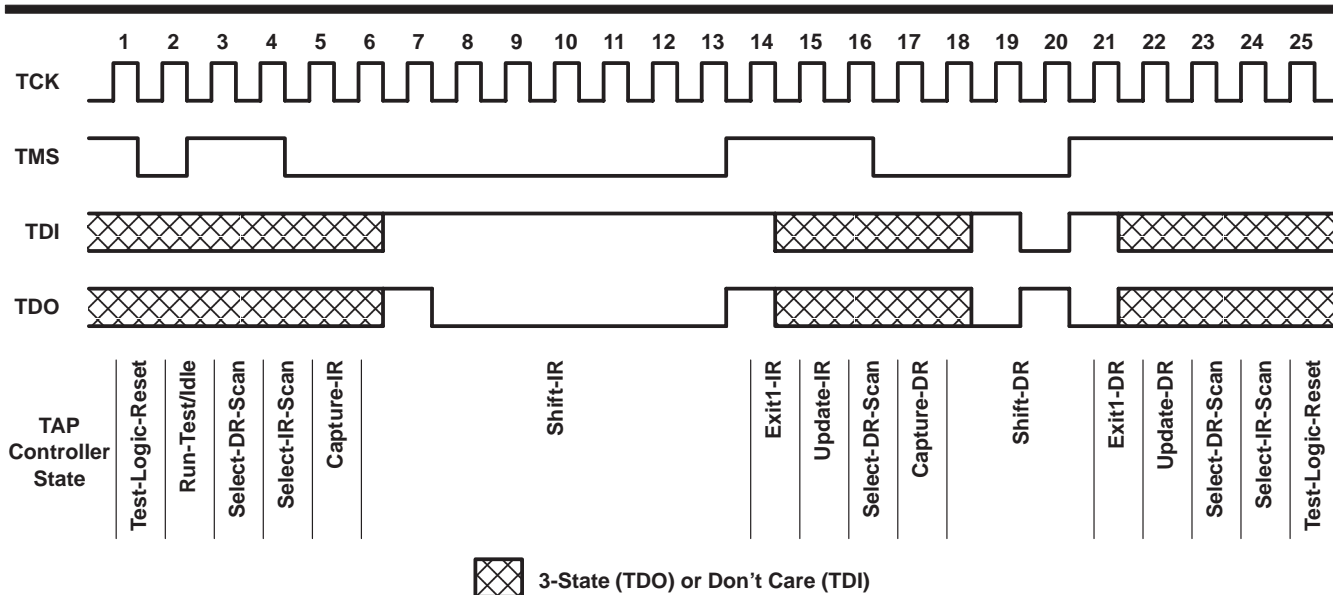 1 2 3 4 5 6 7 8 9 10 11 12 13 14 15 16 17 18 19 20 21 22 23 24 25
TCK
TMS
TDI
TDO
TAP
Controller
State
Test-Logic-Reset
Run-Test/Idle
Select-DR-Scan
Select-IR-Scan
Capture-IR
Shift-IR
Exit1-IR
Update-IR
Select-DR-Scan
Capture-DR
Shift-DR
Exit1-DR
Update-DR
Select-DR-Scan
Select-IR-Scan
Test-Logic-Reset
3-State (TDO) or Don't Care (TDI)